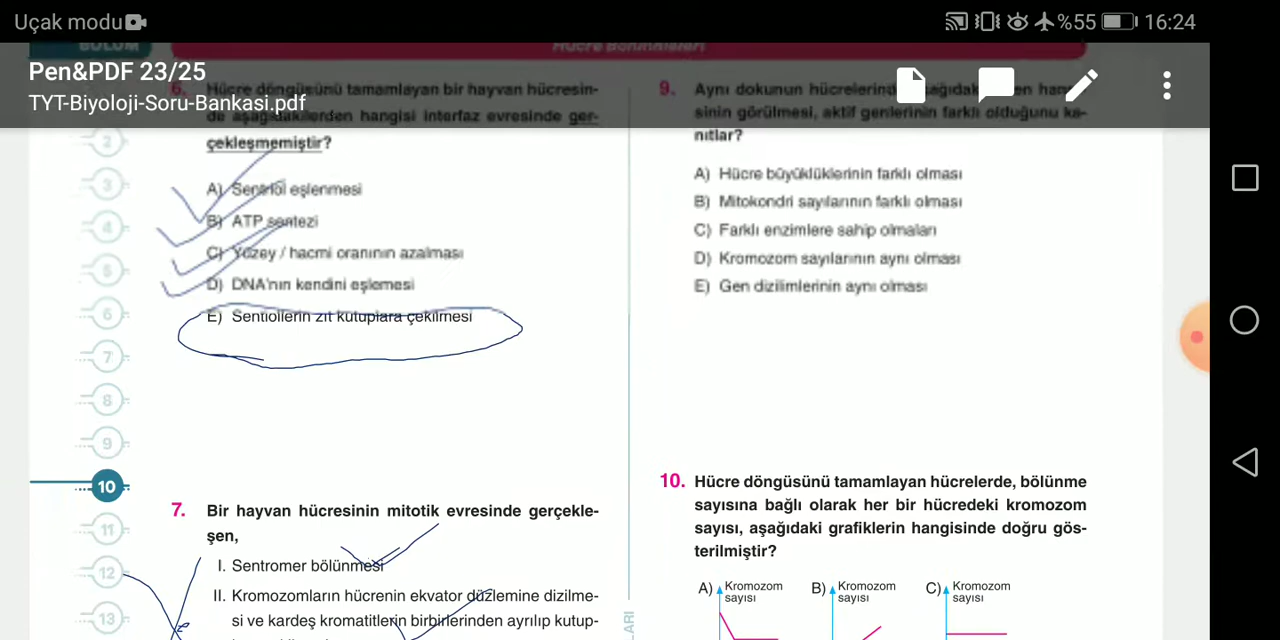 Uçak modu
%55
16:24
BÖLÜM
Hücre Bölünmeleri
Pen&PDF 23/25
TYT-Biyoloji-Soru-Bankasi.pdf
6. Hücre döngüsünü tamamlayan bir hayvan hücresin-
de aşağıdakilerden hangisi interfaz evresinde ger-
çekleşmemiştir?
A) Sentriol eşlenmesi
B) ATP sentezi
C) Yüzey / hacmi oranının azalması
D) DNA'nın kendini eşlemesi
E) Sentiollerin zıt kutuplara çekilmesi
2
3
4
5
6
7
8
9
10
11
12
13
7. Bir hayvan hücresinin mitotik evresinde gerçekle-
şen,
I. Sentromer bölünmesi
II. Kromozomların hücrenin ekvator düzlemine dizilme-
si ve kardeş kromatitlerin birbirlerinden ayrılıp kutup-
LARI
9. Aynı dokunun hücrelerinde
sinin görülmesi, aktif genlerinin farklı olduğunu ka-
nıtlar?
A) Hücre büyüklüklerinin farklı olması
B) Mitokondri sayılarının farklı olması
C) Farklı enzimlere sahip olmaları
D) Kromozom sayılarının aynı olması
E) Gen dizilimlerinin aynı olması
10. Hücre döngüsünü tamamlayan hücrelerde, bölünme
sayısına bağlı olarak her bir hücredeki kromozom
sayısı, aşağıdaki grafiklerin hangisinde doğru gös-
terilmiştir?
A) Kromozom
sayısı
B) Kromozom
sayısı
C) Kromozom
sayısı